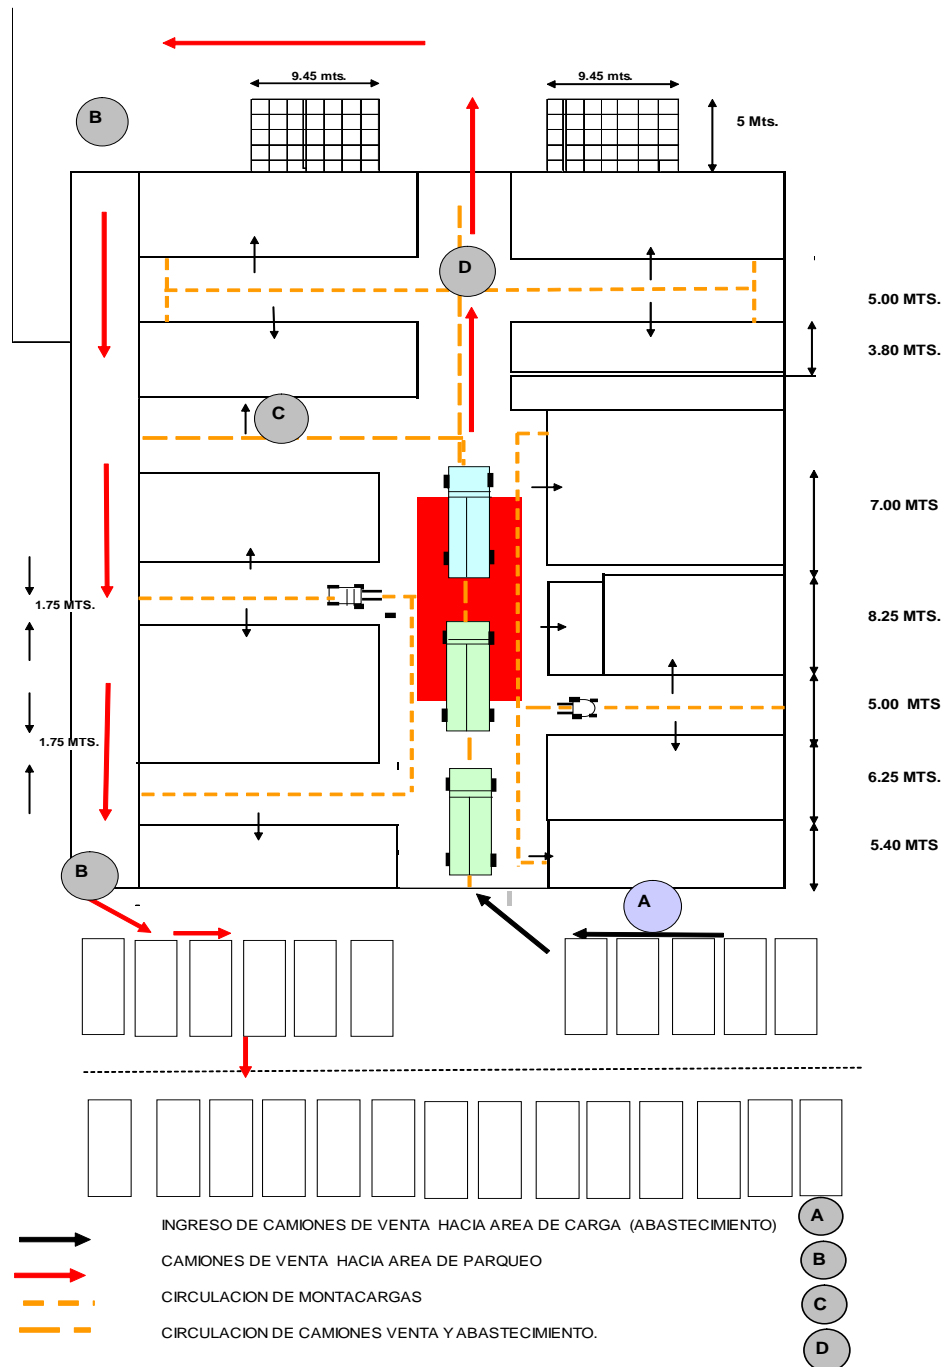 9.45 mts.
9.45 mts.
B
5 Mts.
D
5.00 MTS.
3.80 MTS.
C
7.00 MTS
1.75 MTS.
8.25 MTS.
5.00 MTS
1.75 MTS.
6.25 MTS.
5.40 MTS
B
A
INGRESO DE CAMIONES DE VENTA HACIA AREA DE CARGA (ABASTECIMIENTO)
A
CAMIONES DE VENTA HACIA AREA DE PARQUEO
B
CIRCULACION DE MONTACARGAS
C
CIRCULACION DE CAMIONES VENTA Y ABASTECIMIENTO.
D